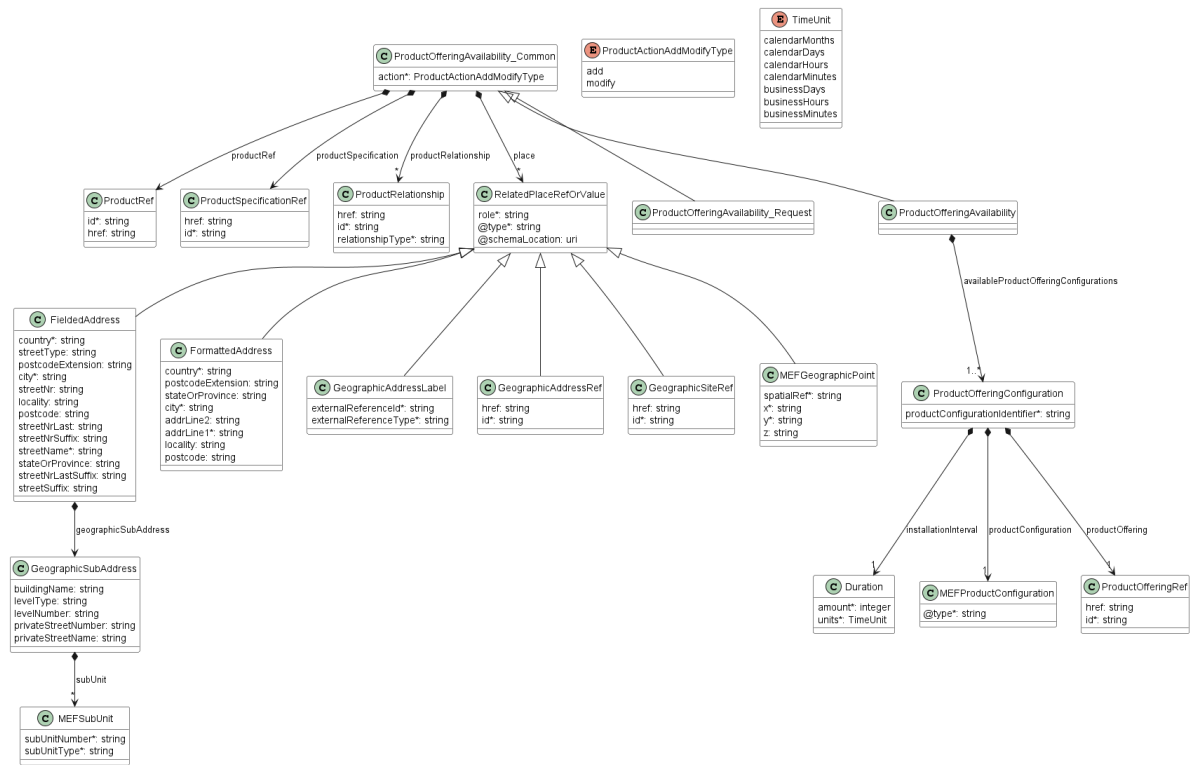 E TimeUnit
calendarMonths
calendarDays
calendarHours
calendarMinutes
businessDays
businessHours
businessMinutes
C ProductOfferingAvailability_Common
action*: ProductActionAddModifyType
E ProductActionAddModifyType
add
modify
productRef
productSpecification
* productRelationship
place
*
C ProductRef
id*: string
href: string
C ProductSpecificationRef
href: string
id*: string
C ProductRelationship
href: string
id*: string
relationshipType*: string
C RelatedPlaceRefOrValue
role*: string
@type*: string
@schemaLocation: uri
C ProductOfferingAvailability_Request
C ProductOfferingAvailability
availableProductOfferingConfigurations
1..*
C FieldedAddress
country*: string
streetType: string
postcodeExtension: string
city*: string
streetNr: string
locality: string
postcode: string
streetNrLast: string
streetNrSuffix: string
streetName*: string
stateOrProvince: string
streetNrLastSuffix: string
streetSuffix: string
C FormattedAddress
country*: string
postcodeExtension: string
stateOrProvince: string
city*: string
addrLine2: string
addrLine1*: string
locality: string
postcode: string
C GeographicAddressLabel
externalReferenceId*: string
externalReferenceType*: string
C GeographicAddressRef
href: string
id*: string
C GeographicSiteRef
href: string
id*: string
C MEFGeographicPoint
spatialRef*: string
x*: string
y*: string
z: string
C ProductOfferingConfiguration
productConfigurationIdentifier*: string
geographicSubAddress
installationInterval
1
productConfiguration
1
productOffering
1
C GeographicSubAddress
buildingName: string
levelType: string
levelNumber: string
privateStreetNumber: string
privateStreetName: string
C Duration
amount*: integer
units*: TimeUnit
C MEFProductConfiguration
@type*: string
C ProductOfferingRef
href: string
id*: string
subUnit
*
C MEFSubUnit
subUnitNumber*: string
subUnitType*: string